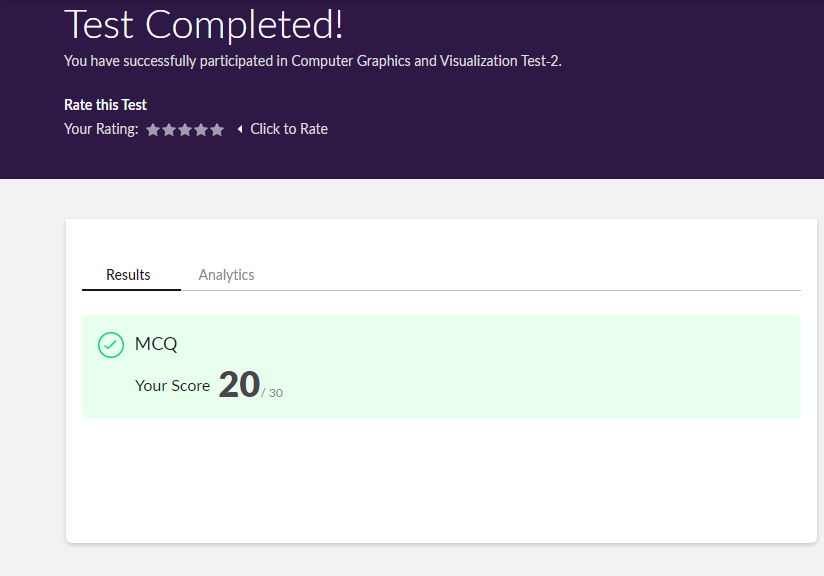 Test Completed!
You have successfully participated in Computer Graphics and Visualization Test-2.
Rate this Test
Your Rating: Click to Rate
Results Analytics
MCQ
Your Score 20 / 30